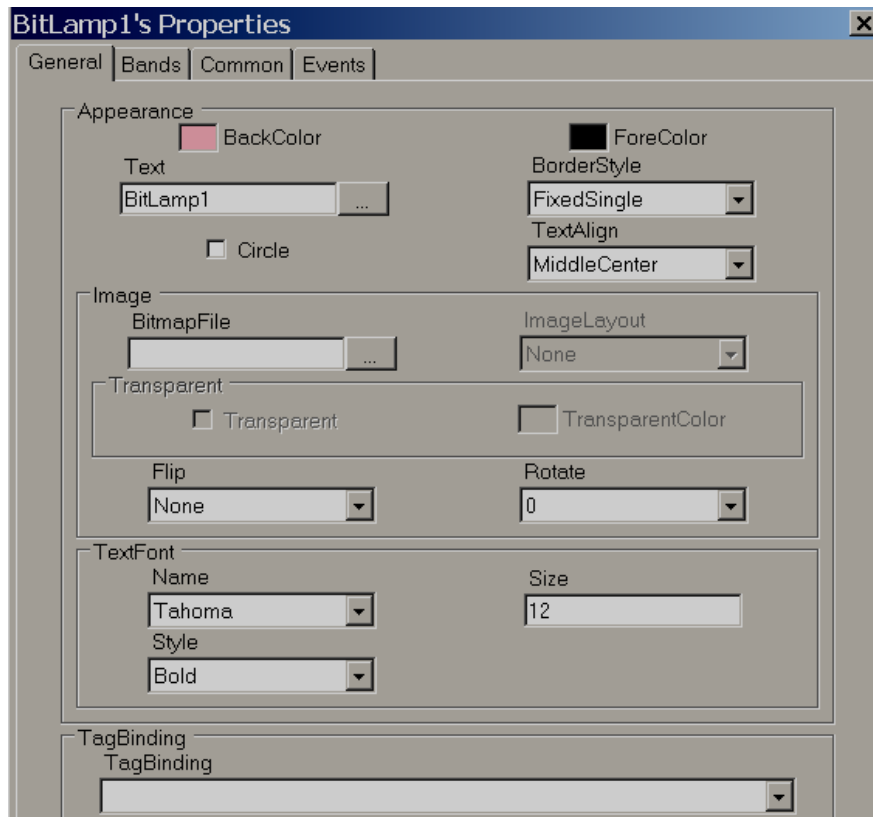 BitLamp1's Properties
General Bands Common Events
Appearance
BackColor ForeColor
Text BorderStyle
BitLamp1 ... FixedSingle
TextAlign
Circle MiddleCenter
Image
BitmapFile ImageLayout
... None
Transparent
Transparent TransparentColor
Flip Rotate
None 0
TextFont
Name Size
Tahoma 12
Style
Bold
TagBinding
TagBinding